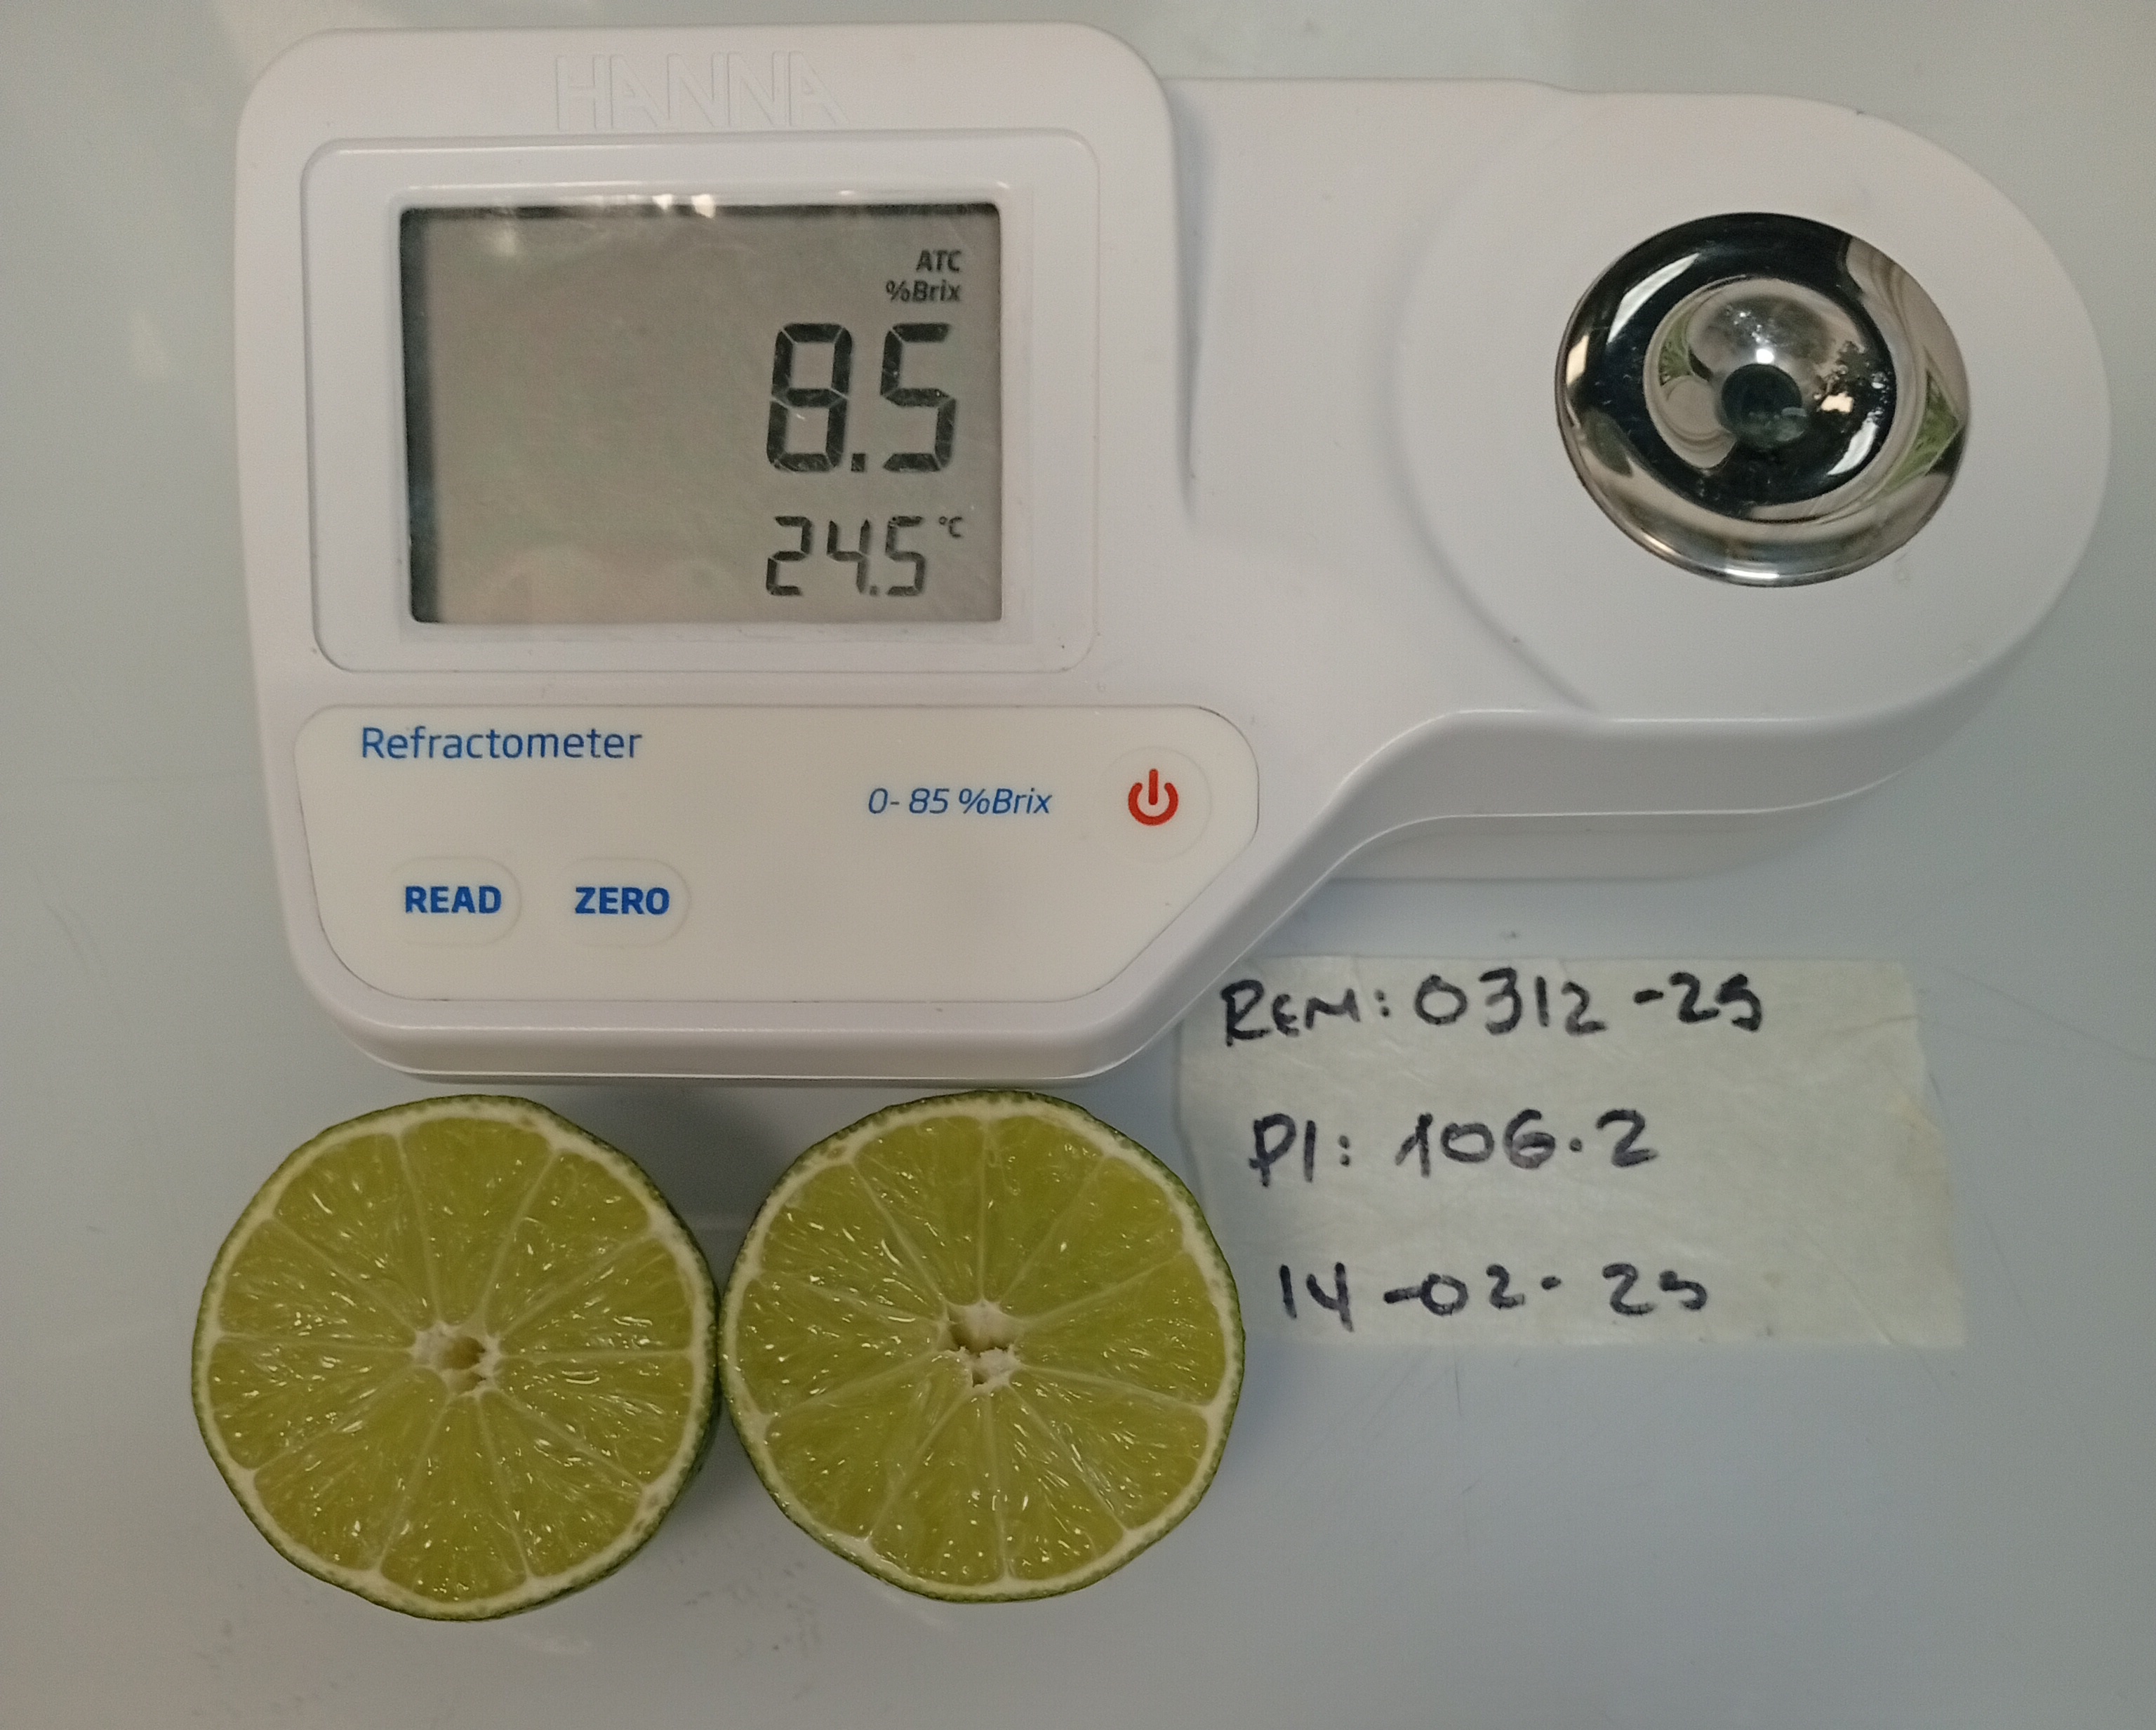 HANNA
ATC
%Brix
8.5
24.5 °C
Refractometer
0-85 %Brix
READ ZERO
REM: 0312-25
PI: 106.2
14-02-25